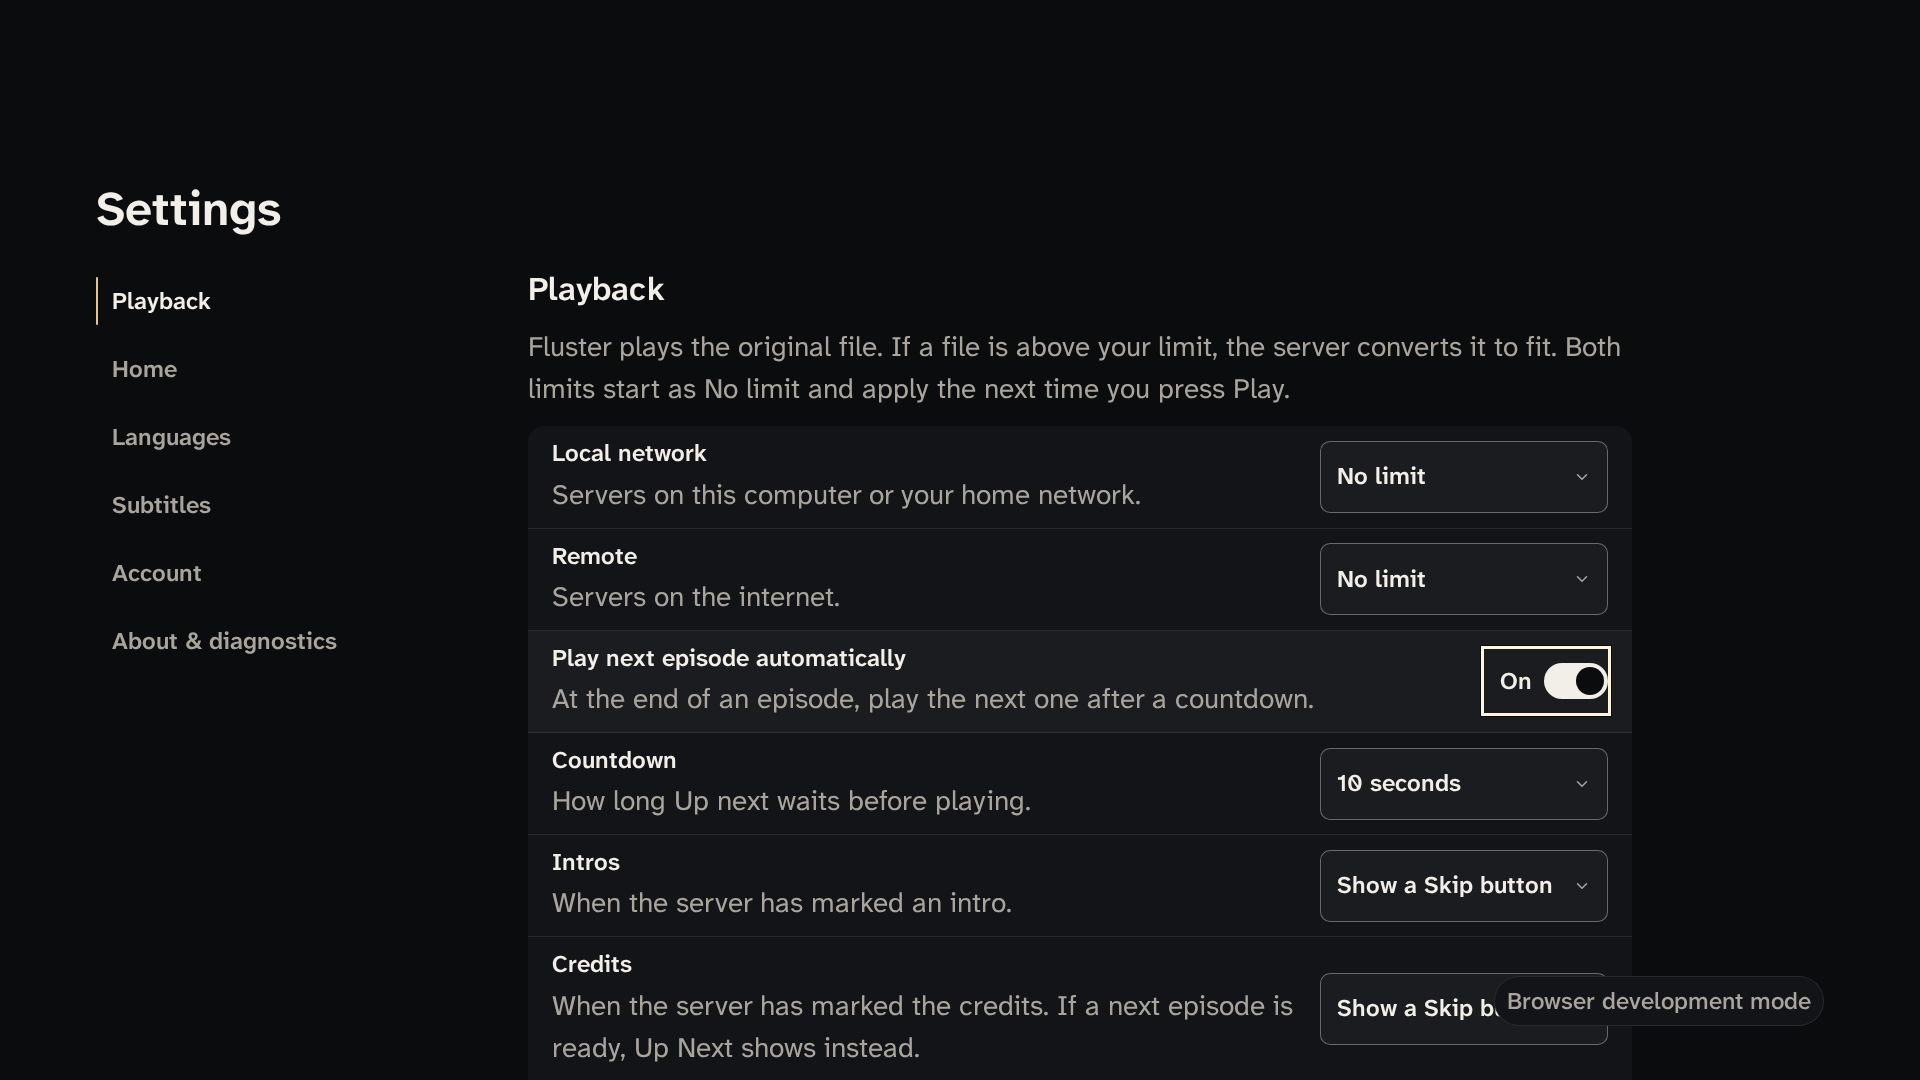 Settings
Playback
Home
Languages
Subtitles
Account
About & diagnostics
Playback
Fluster plays the original file. If a file is above your limit, the server converts it to fit. Both
limits start as No limit and apply the next time you press Play.
Local network
Servers on this computer or your home network.
No limit
Remote
Servers on the internet.
No limit
Play next episode automatically
At the end of an episode, play the next one after a countdown.
On
Countdown
How long Up next waits before playing.
10 seconds
Intros
When the server has marked an intro.
Show a Skip button
Credits
When the server has marked the credits. If a next episode is
ready, Up Next shows instead.
Show a Skip
Browser development mode